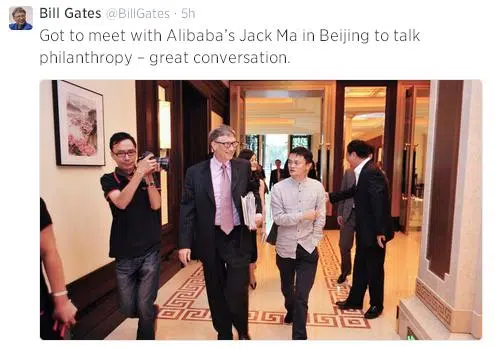 Bill Gates @BillGates · 5h
Got to meet with Alibaba's Jack Ma in Beijing to talk
philanthropy – great conversation.